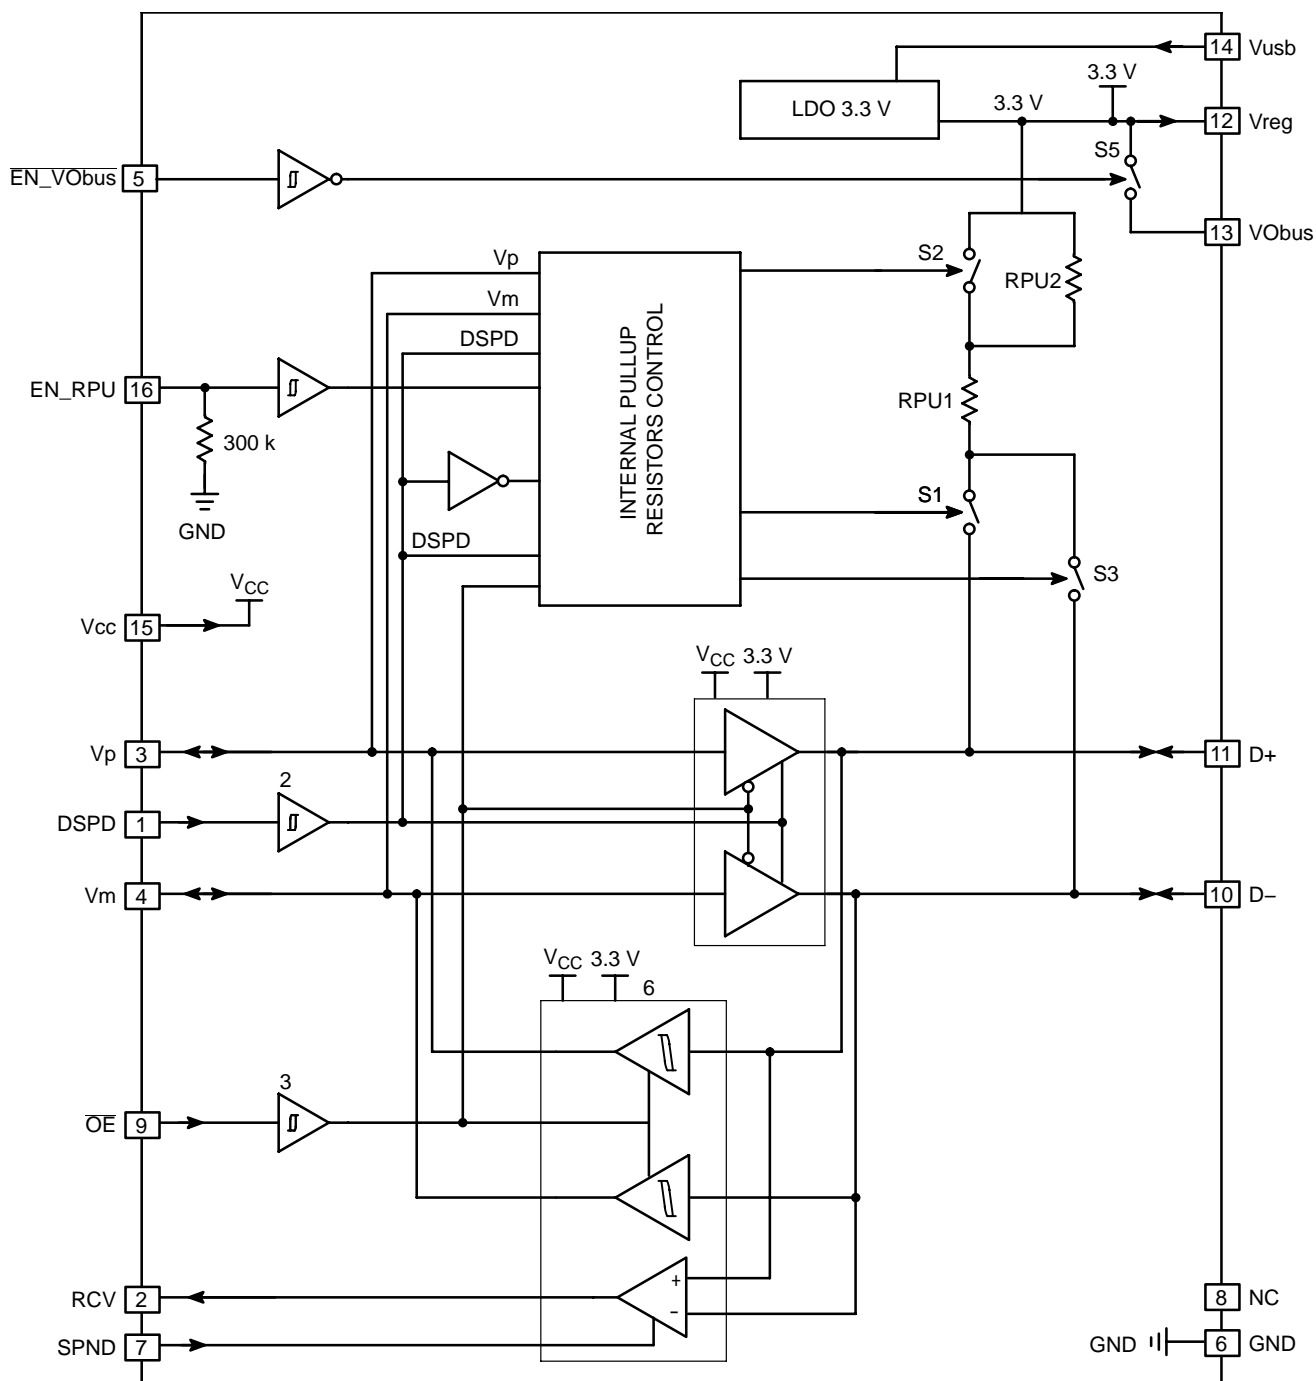 14 Vusb
3.3 V
LDO 3.3 V
3.3 V
12 Vreg
S5
EN_VObus 5
13 VObus
Vp
S2
RPU2
Vm
DSPD
INTERNAL PULLUP
RESISTORS CONTROL
EN_RPU 16
RPU1
300 k
S1
GND
DSPD
S3
VCC
Vcc 15
VCC 3.3 V
Vp 3
11 D+
2
DSPD 1
Vm 4
10 D−
VCC 3.3 V
6
3
OE 9
+
RCV 2
−
8 NC
SPND 7
GND
6 GND